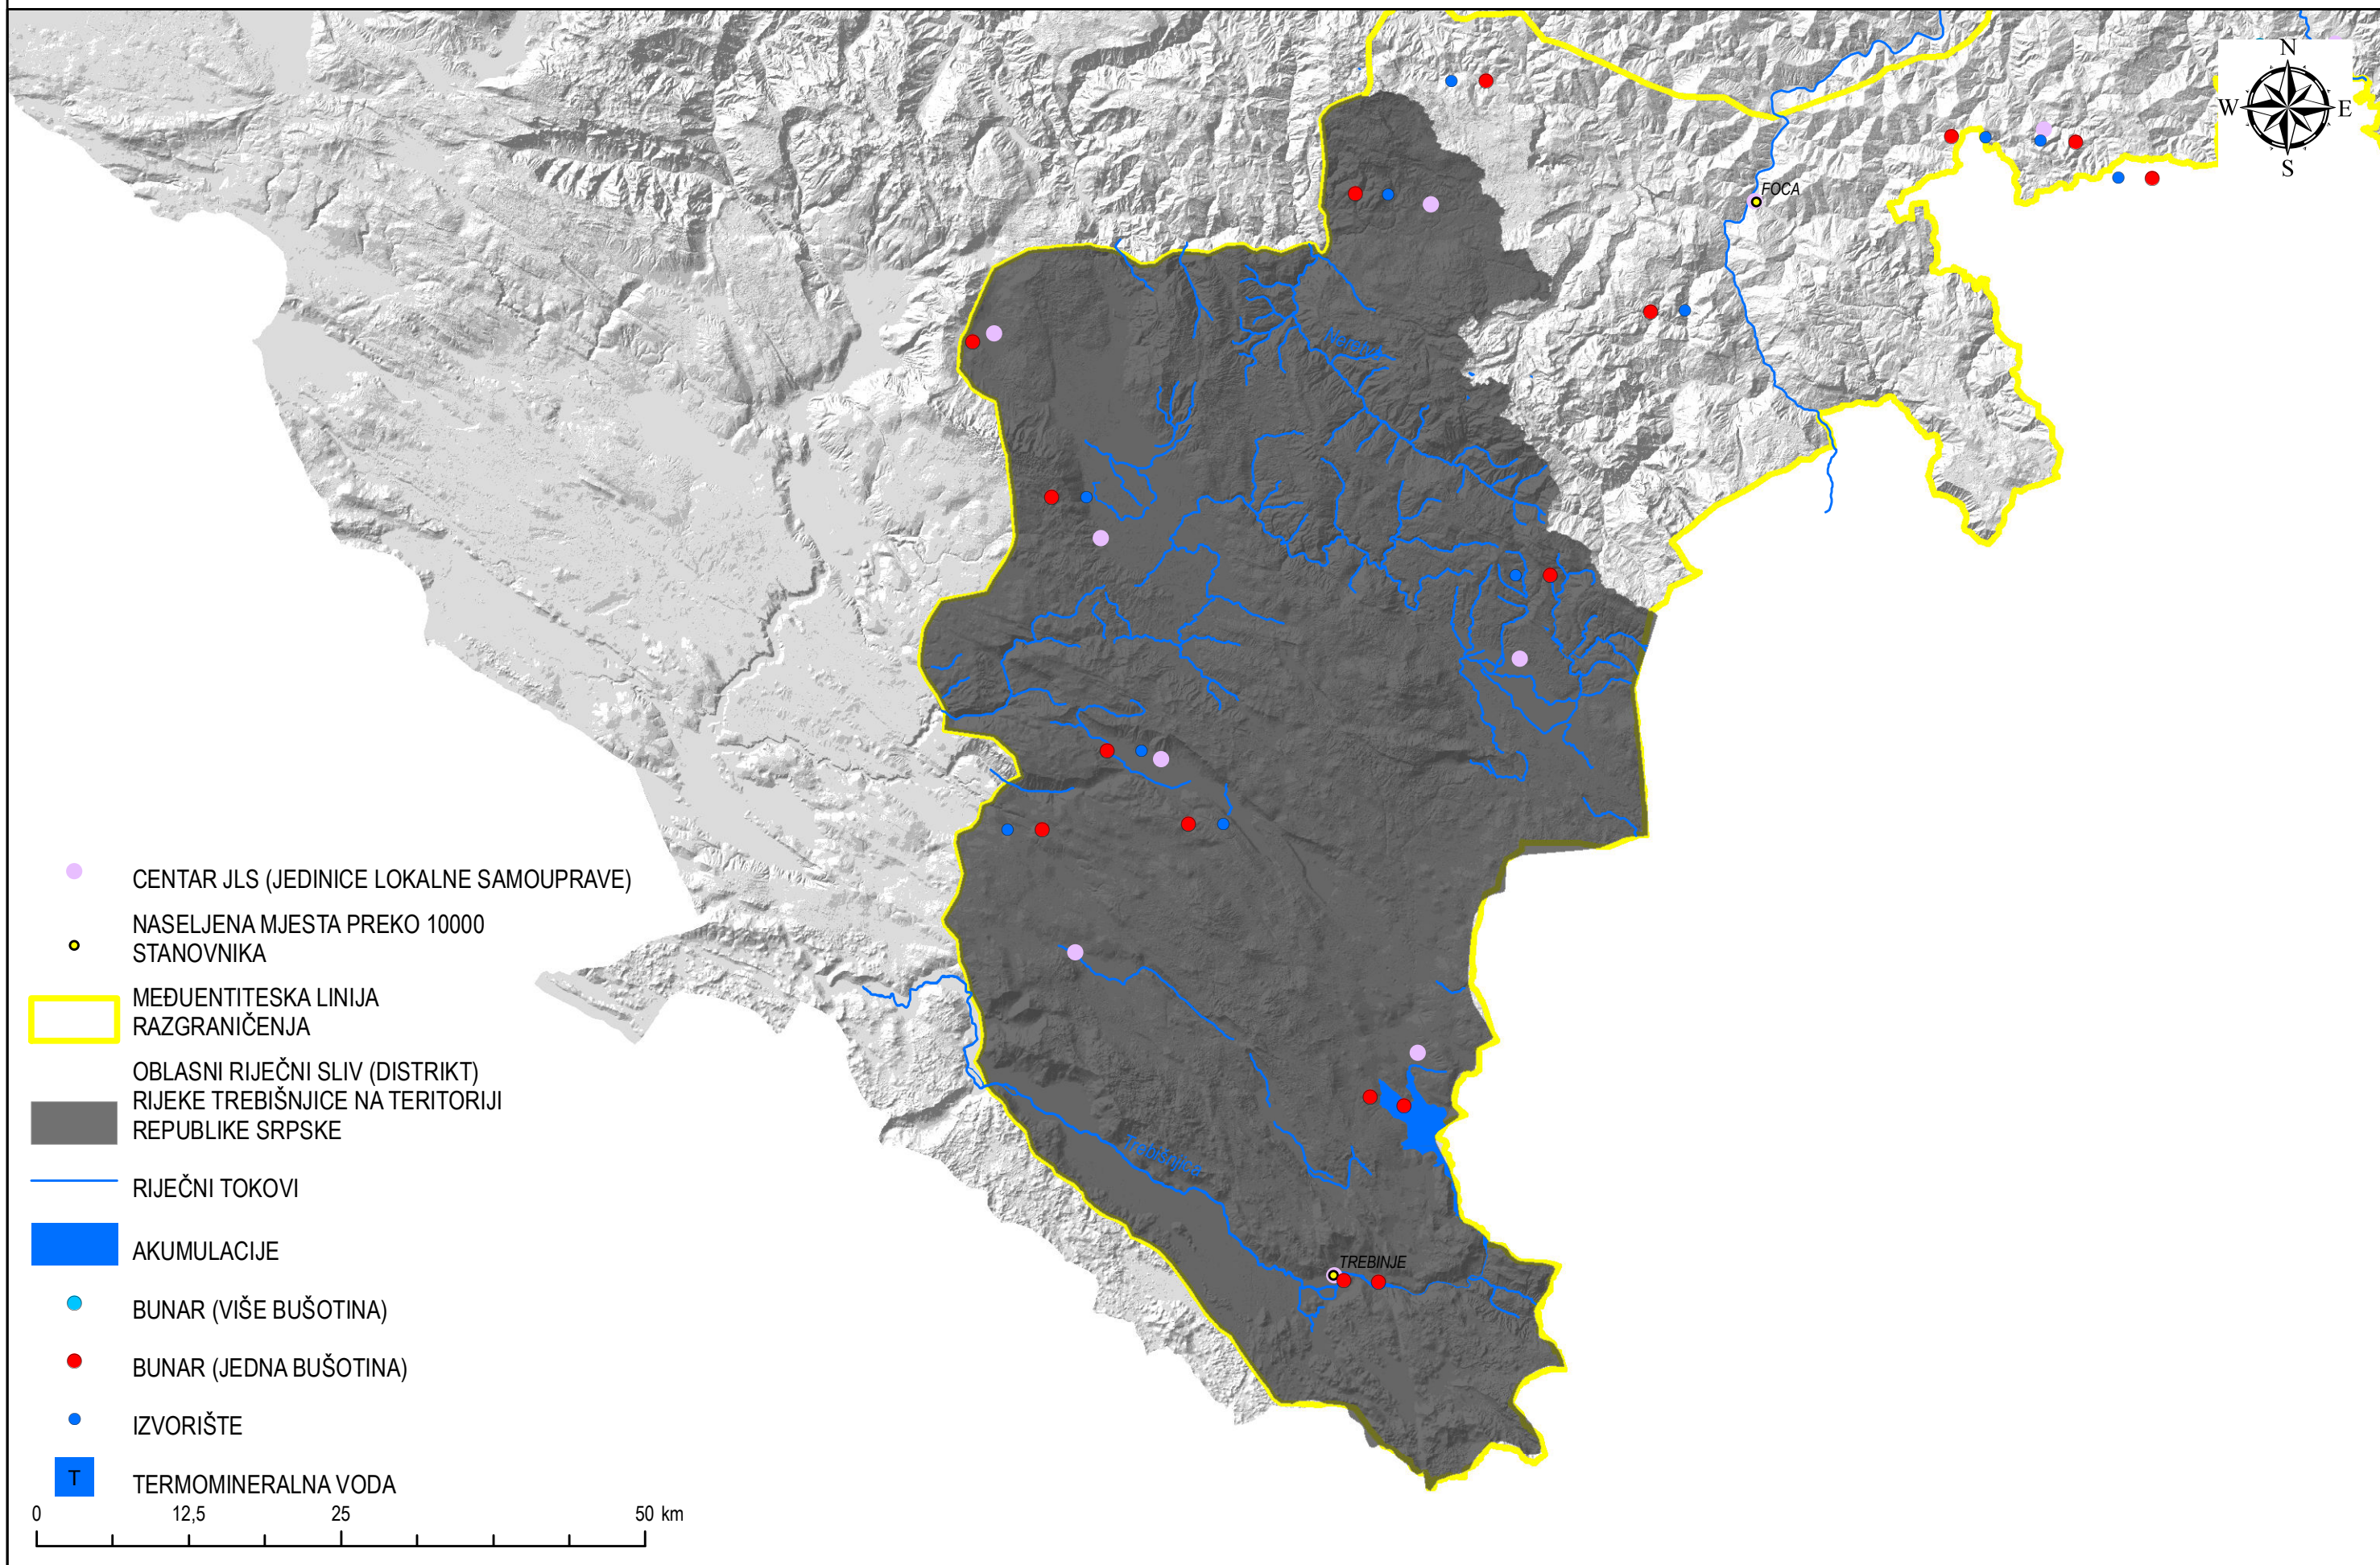 N
W
E
S
FOCA
Neretva
CENTAR JLS (JEDINICE LOKALNE SAMOUPRAVE)
NASELJENA MJESTA PREKO 10000
STANOVNIKA
MEĐUENTITESKA LINIJA
RAZGRANIČENJA
OBLASNI RIJEČNI SLIV (DISTRIKT)
RIJEKE TREBIŠNJICE NA TERITORIJI
REPUBLIKE SRPSKE
Trebišnjica
RIJEČNI TOKOVI
AKUMULACIJE
TREBINJE
BUNAR (VIŠE BUŠOTINA)
BUNAR (JEDNA BUŠOTINA)
IZVORIŠTE
T
TERMOMINERALNA VODA
0 12,5 25 50 km